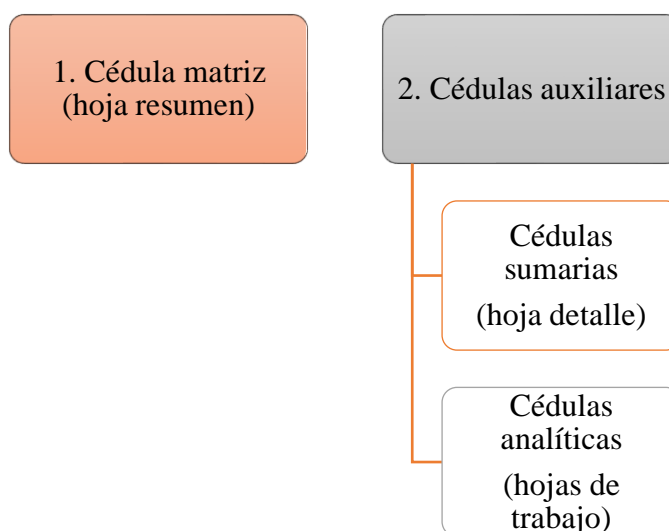 1. Cédula matriz
(hoja resumen)
2. Cédulas auxiliares
Cédulas
sumarias
(hoja detalle)
Cédulas
analíticas
(hojas de
trabajo)